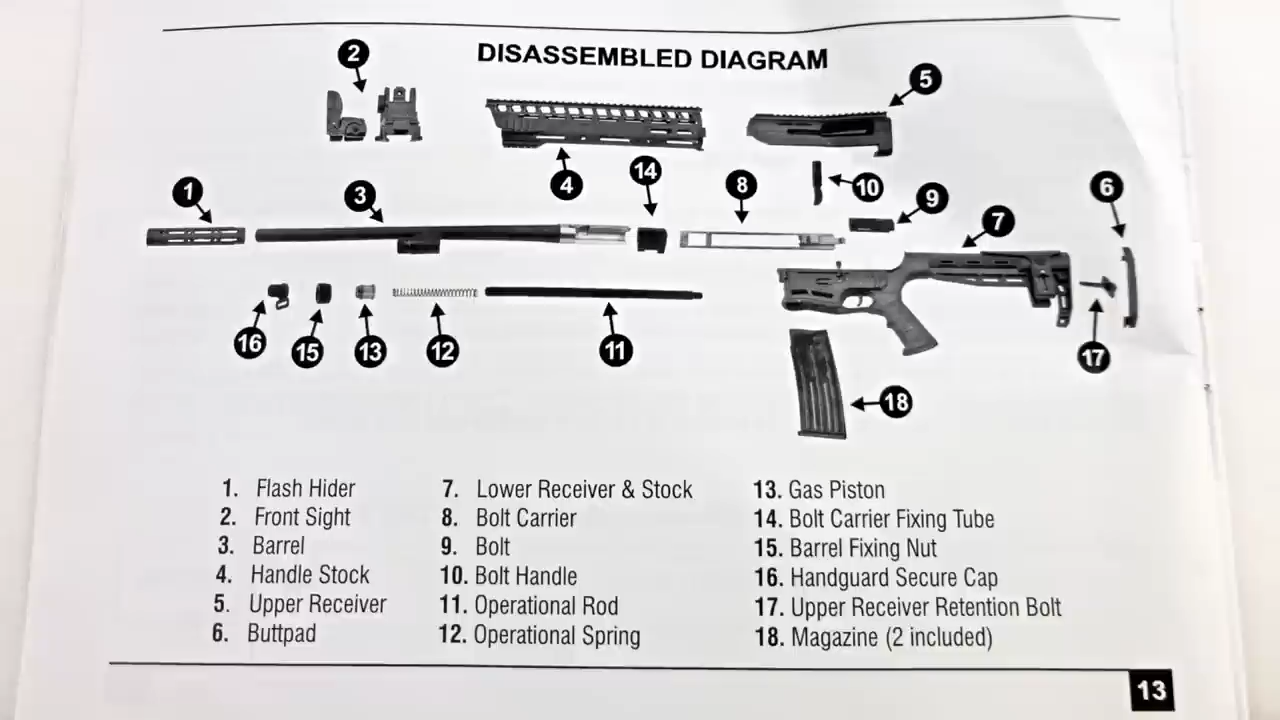 DISASSEMBLED DIAGRAM
2
5
4
14
8
10
9
6
1
3
7
16
15
13
12
11
17
18
1. Flash Hider
2. Front Sight
3. Barrel
4. Handle Stock
5. Upper Receiver
6. Buttpad
7. Lower Receiver & Stock
8. Bolt Carrier
9. Bolt
10. Bolt Handle
11. Operational Rod
12. Operational Spring
13. Gas Piston
14. Bolt Carrier Fixing Tube
15. Barrel Fixing Nut
16. Handguard Secure Cap
17. Upper Receiver Retention Bolt
18. Magazine (2 included)
13